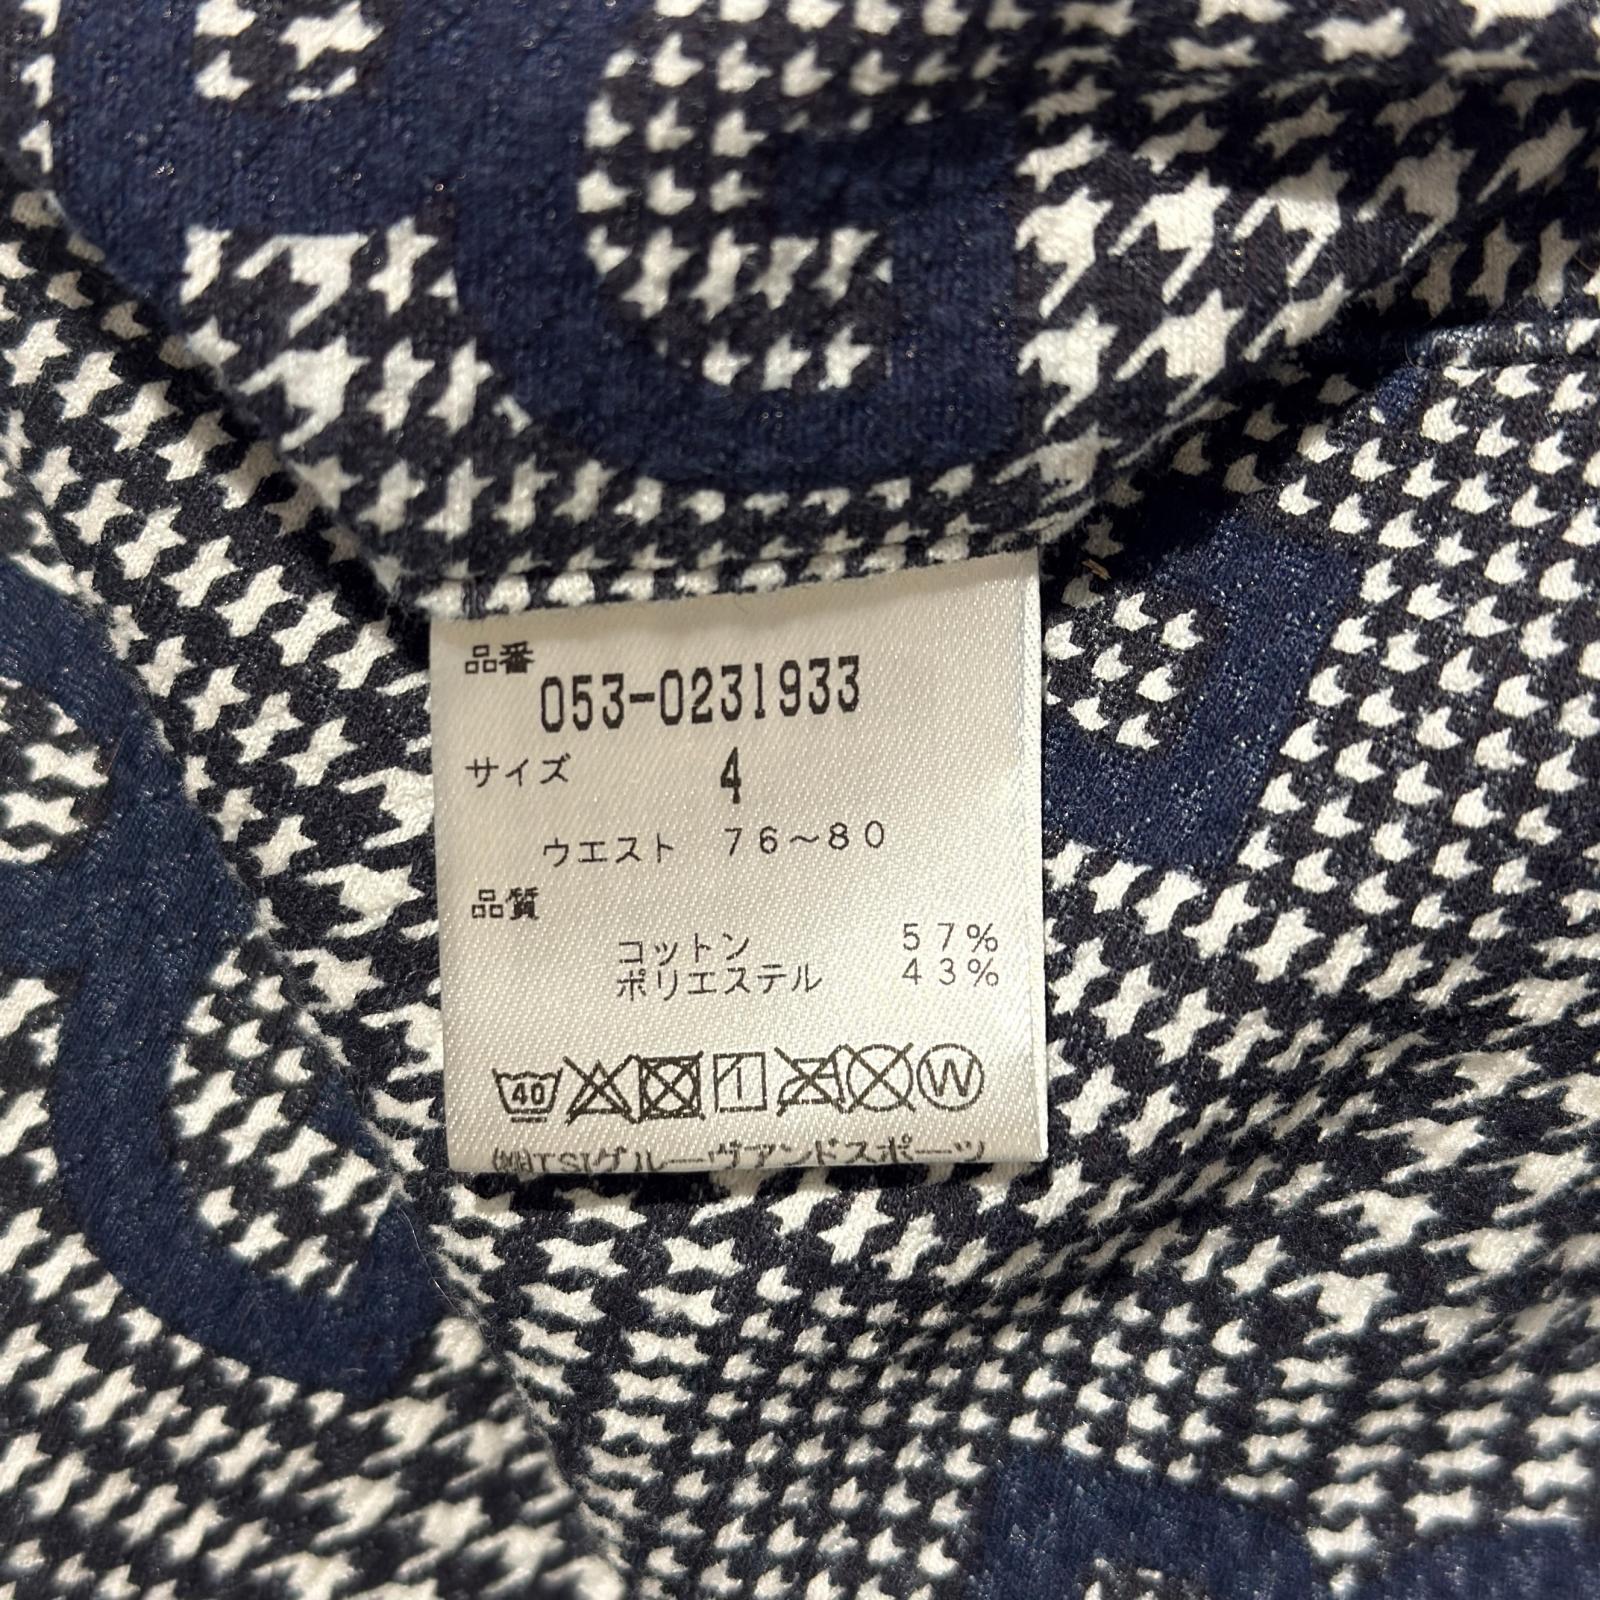 品番
053-0231933
サイズ 4
ウエスト 76～80
品質
コットン 57%
ポリエステル 43%
40 W
㈱TSIグルーヴアンドスポーツ